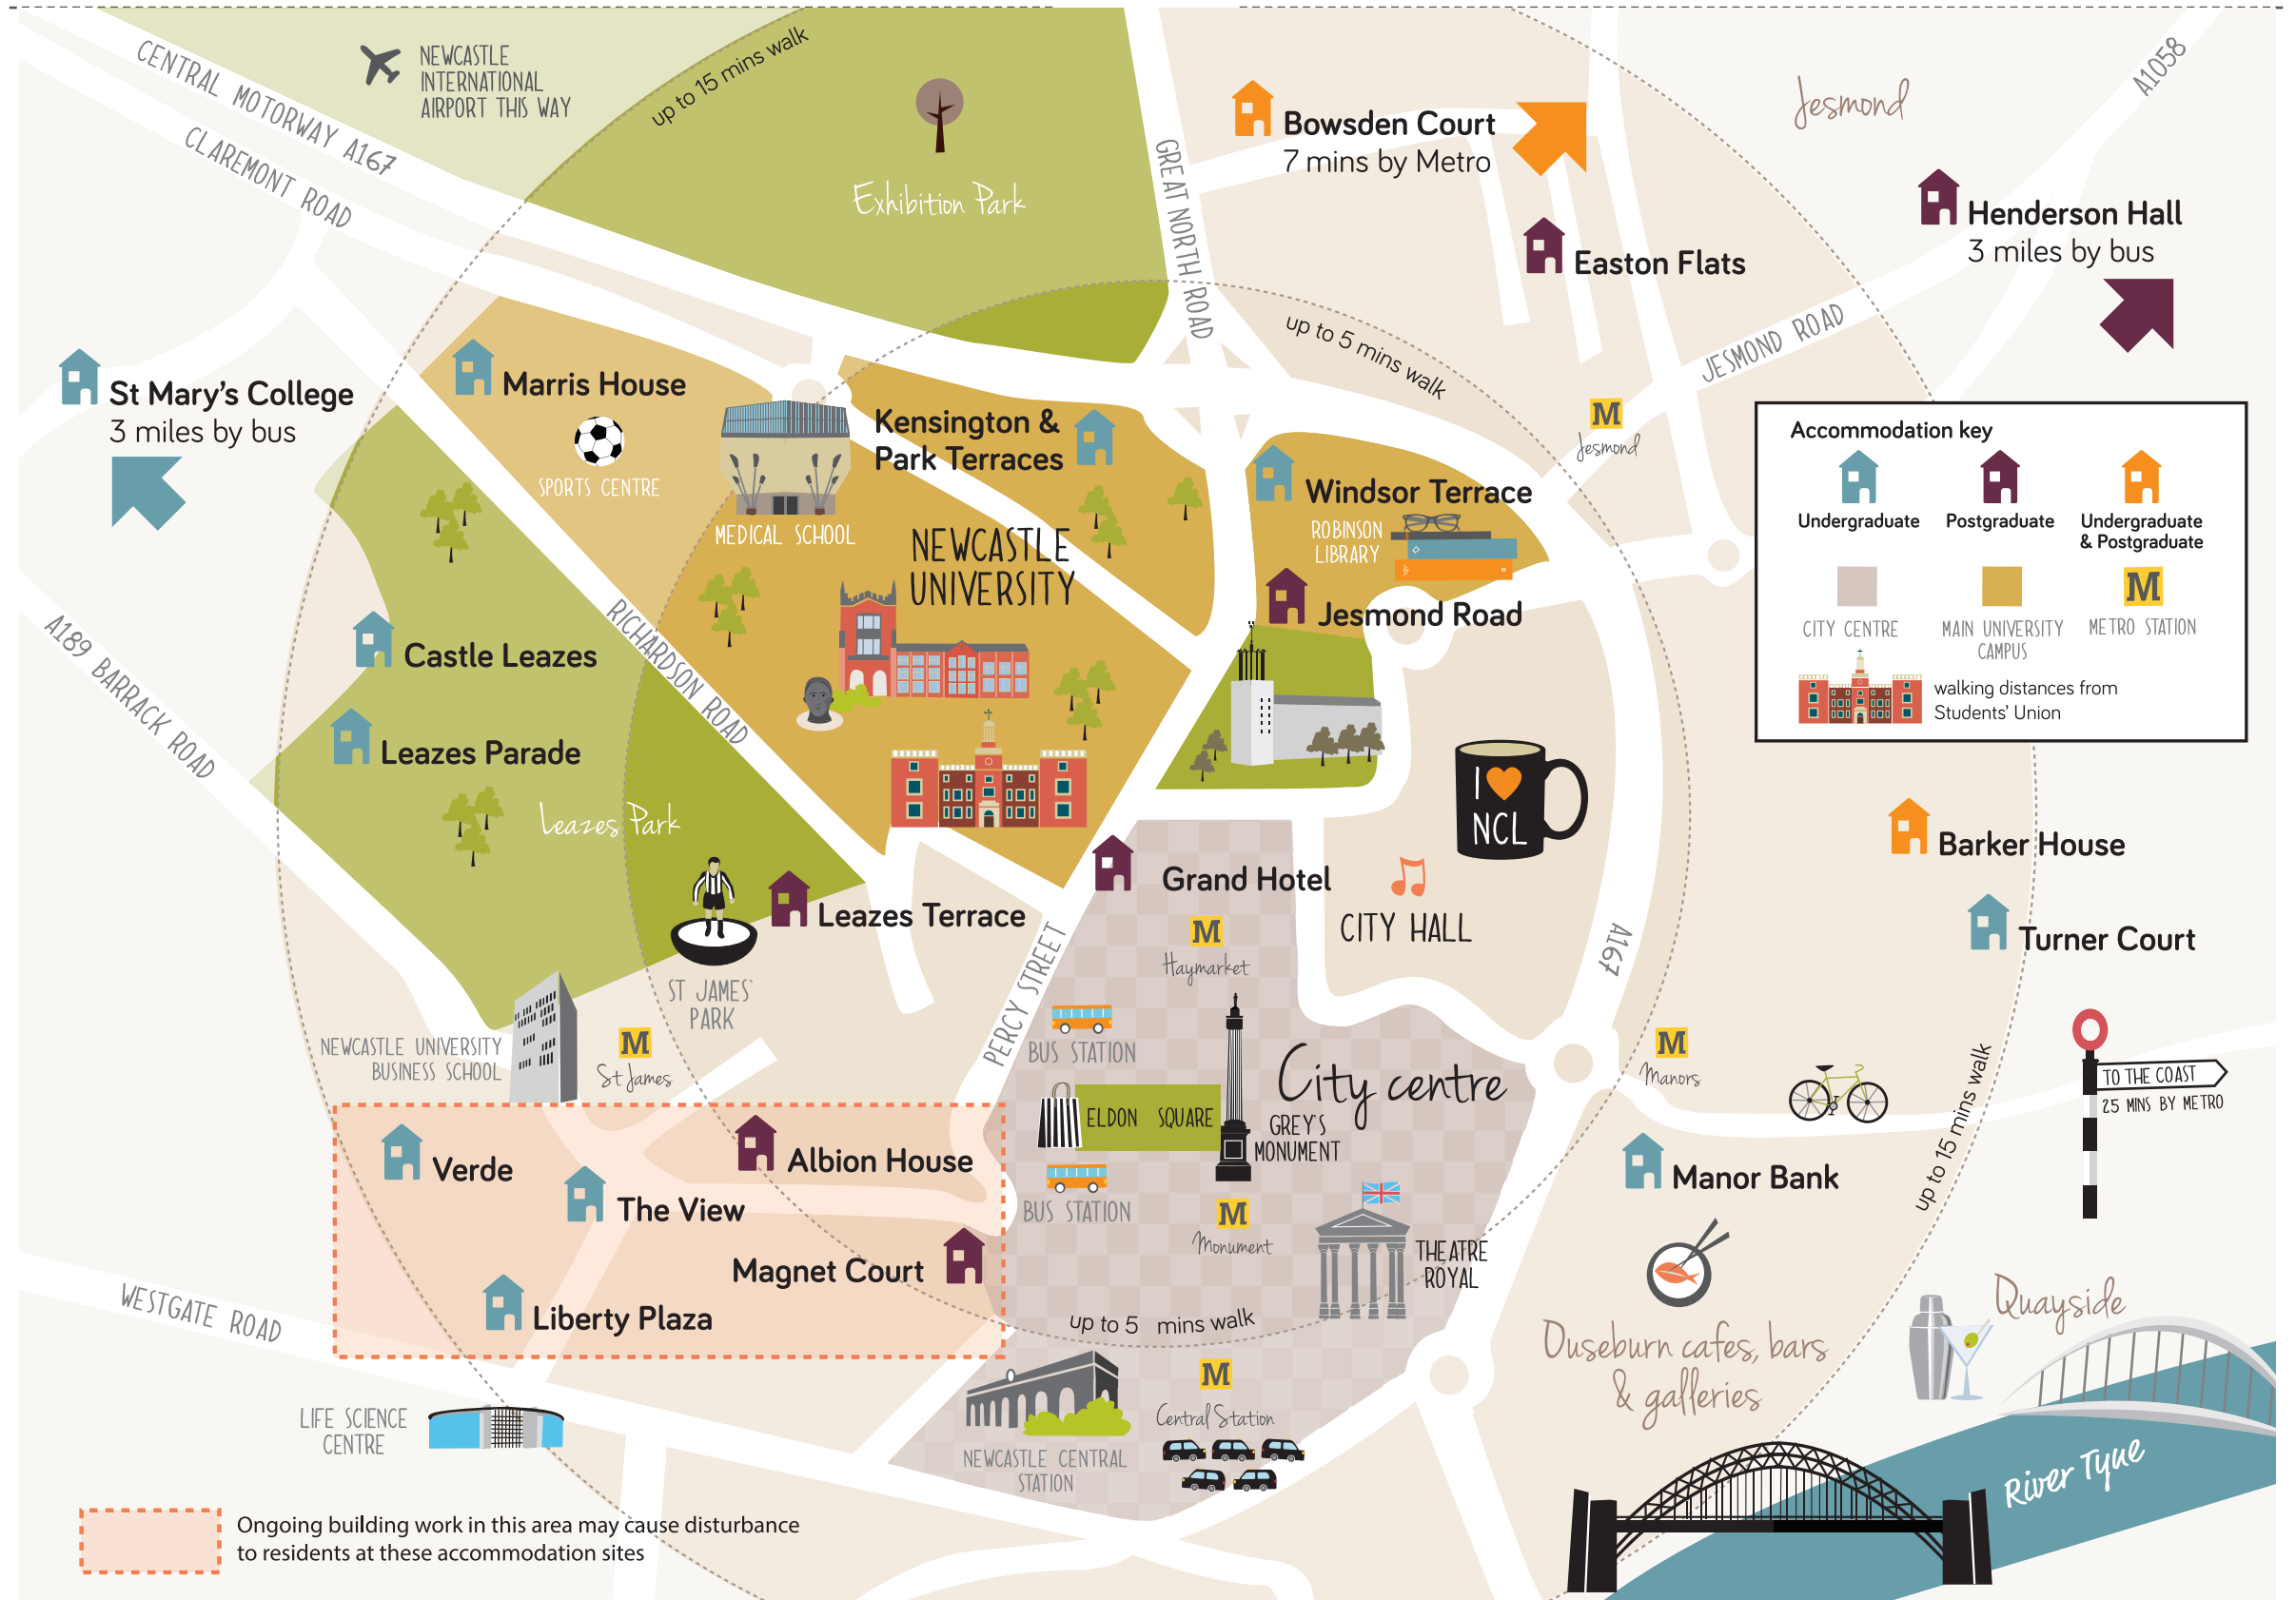 CENTRAL MOTORWAY A167
CLAREMONT ROAD
NEWCASTLE
INTERNATIONAL
AIRPORT THIS WAY
up to 15 mins walk
Exhibition Park
GREAT NORTH ROAD
Bowsden Court
7 mins by Metro
Easton Flats
Jesmond
A1058
Henderson Hall
3 miles by bus
JESMOND ROAD
up to 5 mins walk
M
Jesmond
St Mary's College
3 miles by bus
Marris House
SPORTS CENTRE
MEDICAL SCHOOL
Kensington &
Park Terraces
NEWCASTLE
UNIVERSITY
Windsor Terrace
ROBINSON
LIBRARY
Jesmond Road
Accommodation key
Undergraduate
Postgraduate
Undergraduate
& Postgraduate
CITY CENTRE
MAIN UNIVERSITY
CAMPUS
M
METRO STATION
walking distances from
Students' Union
A189 BARRACK ROAD
RICHARDSON ROAD
Castle Leazes
Leazes Parade
Leazes Park
Leazes Terrace
ST JAMES'
PARK
I
NCL
Grand Hotel
M
Haymarket
CITY HALL
A167
Barker House
Turner Court
PERCY STREET
NEWCASTLE UNIVERSITY
BUSINESS SCHOOL
M
St James
BUS STATION
ELDON SQUARE
City centre
GREY'S
MONUMENT
BUS STATION
M
Monument
THEATRE
ROYAL
M
Manors
up to 15 mins walk
TO THE COAST
25 MINS BY METRO
Manor Bank
Verde
Albion House
The View
Magnet Court
Liberty Plaza
up to 5 mins walk
WESTGATE ROAD
LIFE SCIENCE
CENTRE
M
Central Station
NEWCASTLE CENTRAL
STATION
Ouseburn cafes, bars
& galleries
Quayside
River Tyne
Ongoing building work in this area may cause disturbance
to residents at these accommodation sites